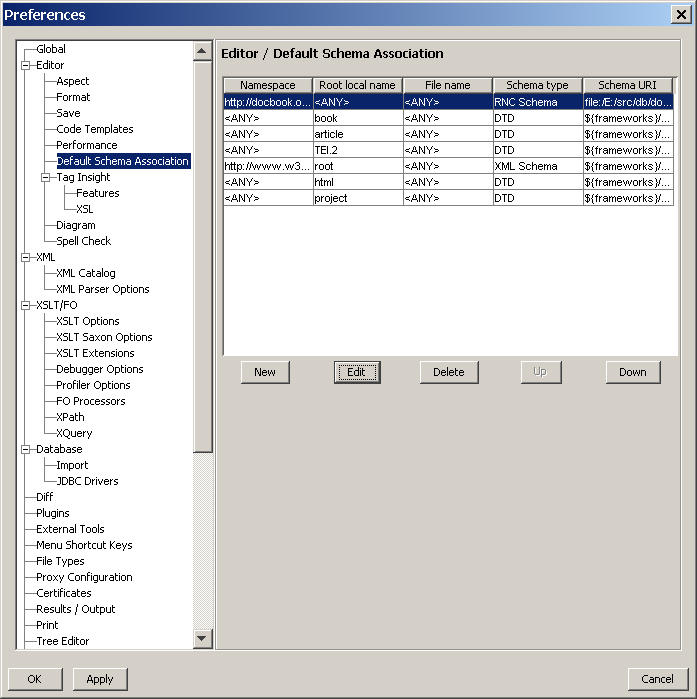 Preferences
Global
Editor
Aspect
Format
Save
Code Templates
Performance
Default Schema Association
Tag Insight
Features
XSL
Diagram
Spell Check
XML
XML Catalog
XML Parser Options
XSLT/FO
XSLT Options
XSLT Saxon Options
XSLT Extensions
Debugger Options
Profiler Options
FO Processors
XPath
XQuery
Database
Import
JDBC Drivers
Diff
Plugins
External Tools
Menu Shortcut Keys
File Types
Proxy Configuration
Certificates
Results / Output
Print
Tree Editor
Editor / Default Schema Association
Namespace Root local name File name Schema type Schema URI
http://docbook.o... <ANY> <ANY> RNC Schema file:/E:/src/db/do...
<ANY> book <ANY> DTD ${frameworks}/...
<ANY> article <ANY> DTD ${frameworks}/...
<ANY> TEI.2 <ANY> DTD ${frameworks}/...
http://www.w3... root <ANY> XML Schema ${frameworks}/...
<ANY> html <ANY> DTD ${frameworks}/...
<ANY> project <ANY> DTD ${frameworks}/...
New Edit Delete Up Down
OK Apply Cancel